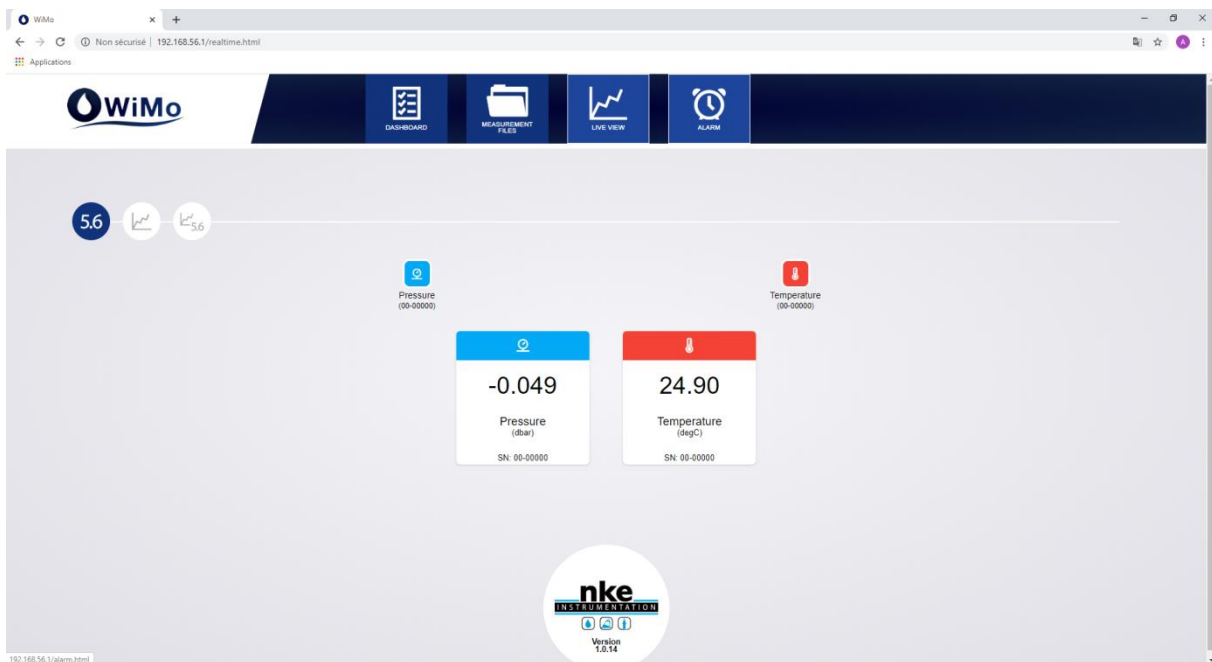 WiMo
Non sécurisé | 192.168.56.1/realtime.html
A
Applications
WiMo
DASHBOARD
MEASUREMENT
FILES
LIVE VIEW
ALARM
5.6
5.6
Pressure
(00-00000)
Temperature
(00-00000)
-0.049
Pressure
(dbar)
SN: 00-00000
24.90
Temperature
(degC)
SN: 00-00000
nke
INSTRUMENTATION
Version
1.0.14
192.168.56.1/alarm.html